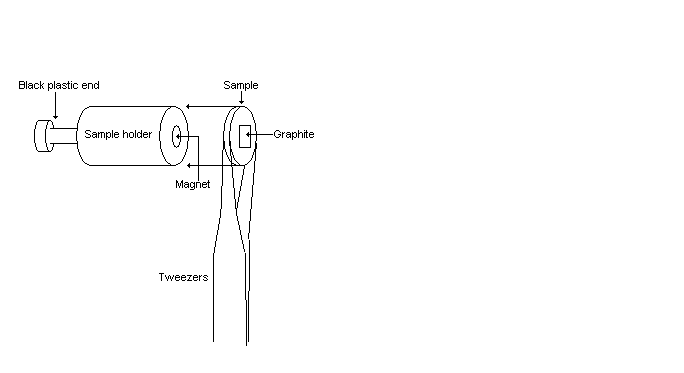 Black plastic end
Sample
Sample holder
Graphite
Magnet
Tweezers